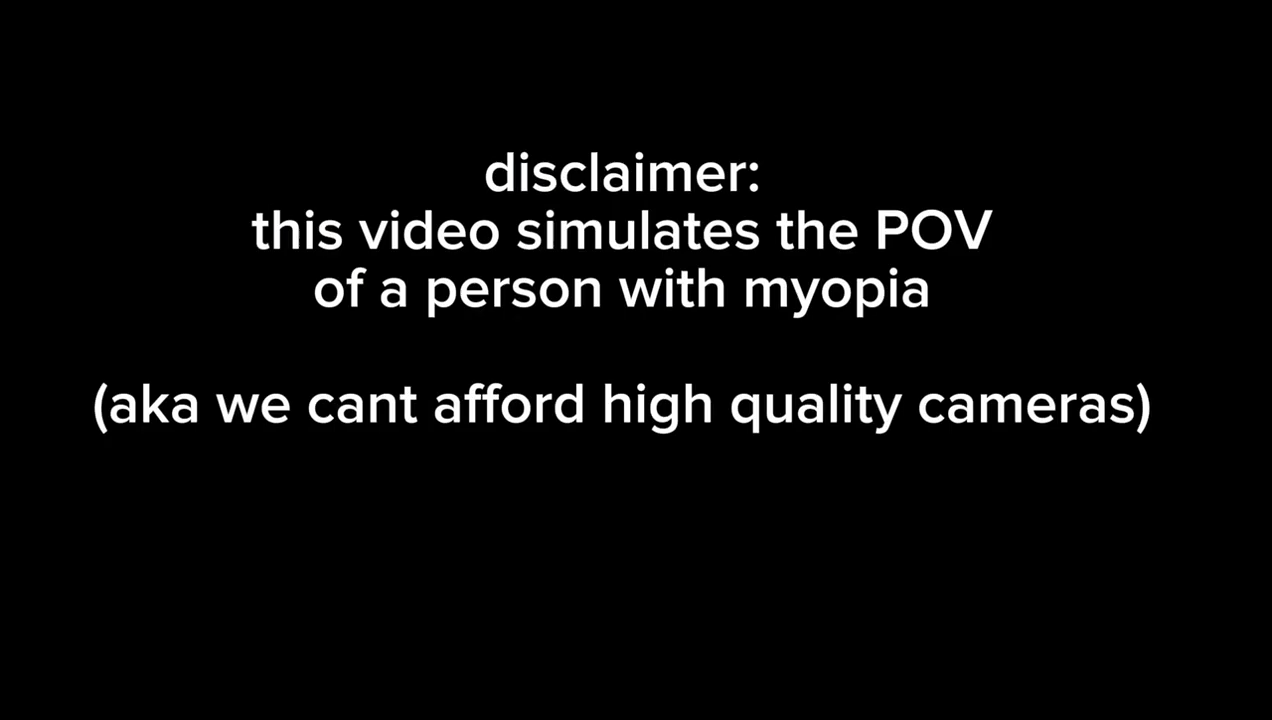 disclaimer:
this video simulates the POV
of a person with myopia
(aka we cant afford high quality cameras)